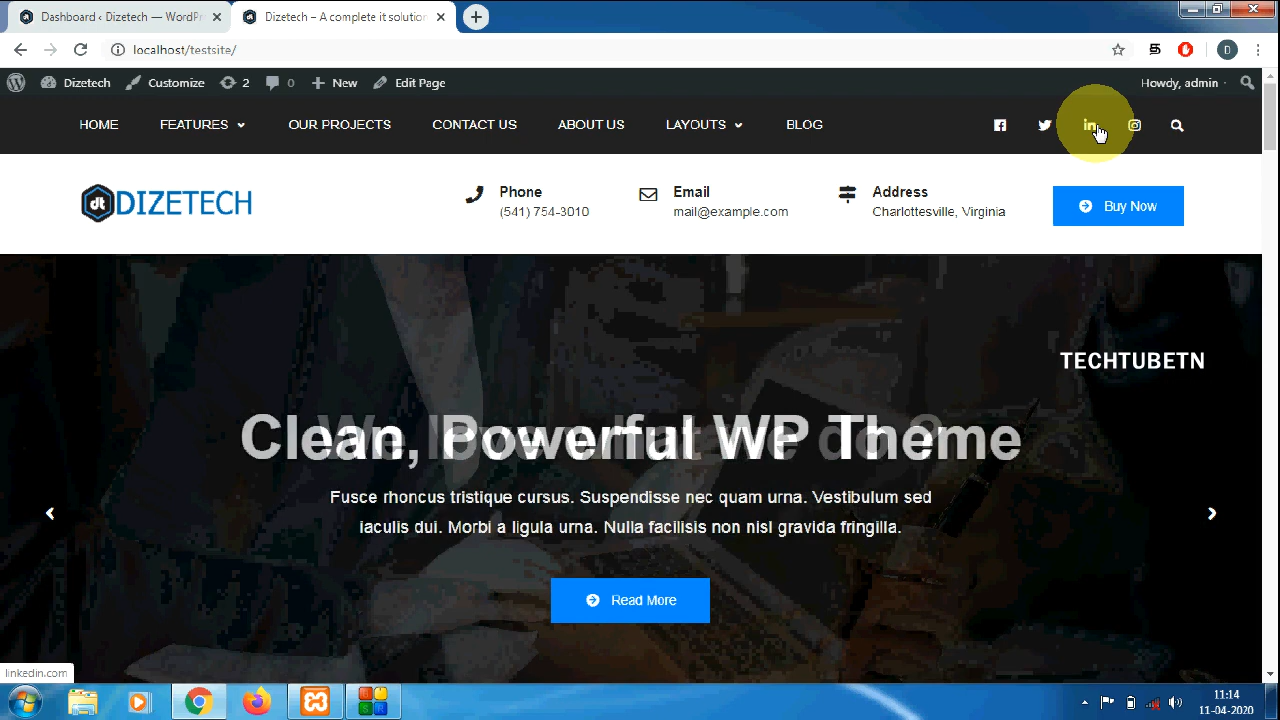 Dashboard ‹ Dizetech — WordPr
Dizetech – A complete it solution
localhost/testsite/
D
Dizetech
Customize
2
0
New
Edit Page
Howdy, admin
HOME
FEATURES
OUR PROJECTS
CONTACT US
ABOUT US
LAYOUTS
BLOG
in
dt DIZETECH
Phone
(541) 754-3010
Email
mail@example.com
Address
Charlottesville, Virginia
Buy Now
TECHTUBETN
Clean, Powerful WP Theme
Fusce rhoncus tristique cursus. Suspendisse nec quam urna. Vestibulum sed
iaculis dui. Morbi a ligula urna. Nulla facilisis non nisl gravida fringilla.
Read More
linkedin.com
11:14
11-04-2020